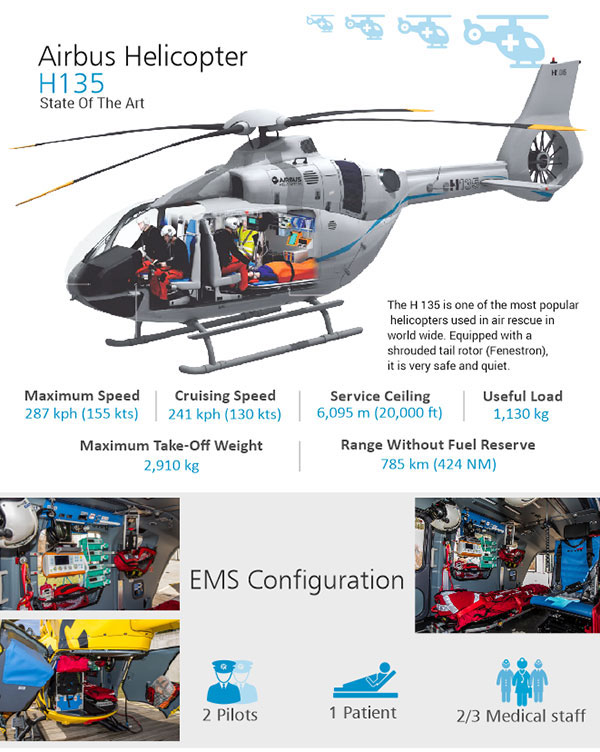 Airbus Helicopter
H135
State Of The Art
H135
AIRBUS
HELICOPTERS
H135
The H 135 is one of the most popular
helicopters used in air rescue in
world wide. Equipped with a
shrouded tail rotor (Fenestron),
it is very safe and quiet.
Maximum Speed
287 kph (155 kts)
Cruising Speed
241 kph (130 kts)
Service Ceiling
6,095 m (20,000 ft)
Useful Load
1,130 kg
Maximum Take-Off Weight
2,910 kg
Range Without Fuel Reserve
785 km (424 NM)
EMS Configuration
2 Pilots
1 Patient
2/3 Medical staff